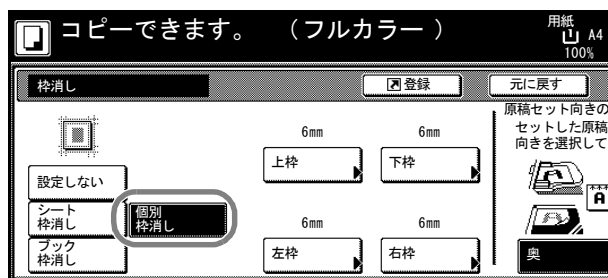 コピーできます。 （フルカラー ）
用紙
1 A4
100%
枠消し
登録
元に戻す
原稿セット向きの
セットした原稿
向きを選択して
6mm
6mm
上枠
下枠
設定しない
シート
枠消し
個別
枠消し
ブック
枠消し
6mm
6mm
左枠
右枠
A
奥